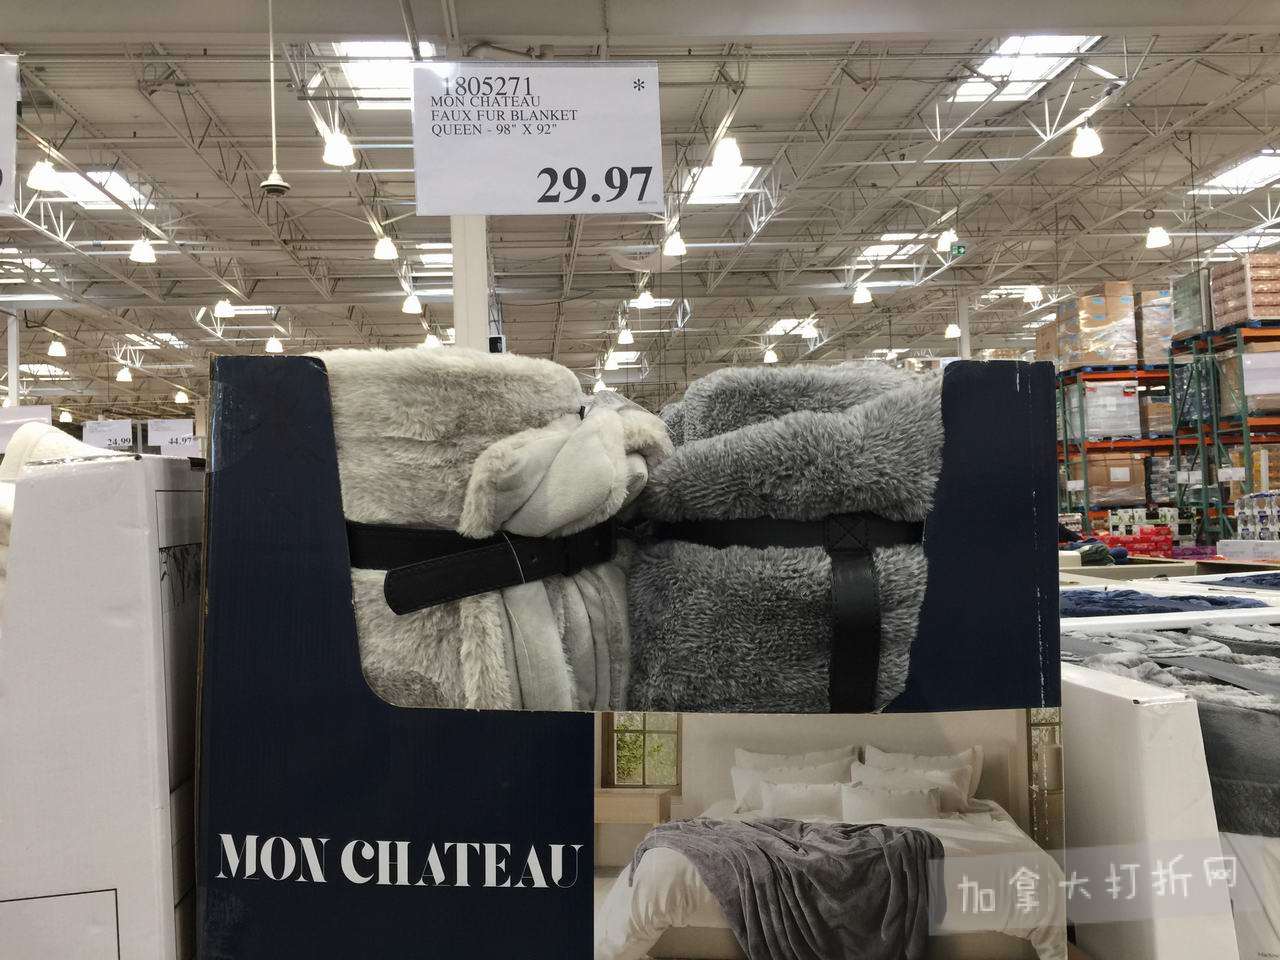 1805271 *
MON CHATEAU
FAUX FUR BLANKET
QUEEN - 98" X 92"
29.97
24.99
44.97
MON CHATEAU
加拿大打折网